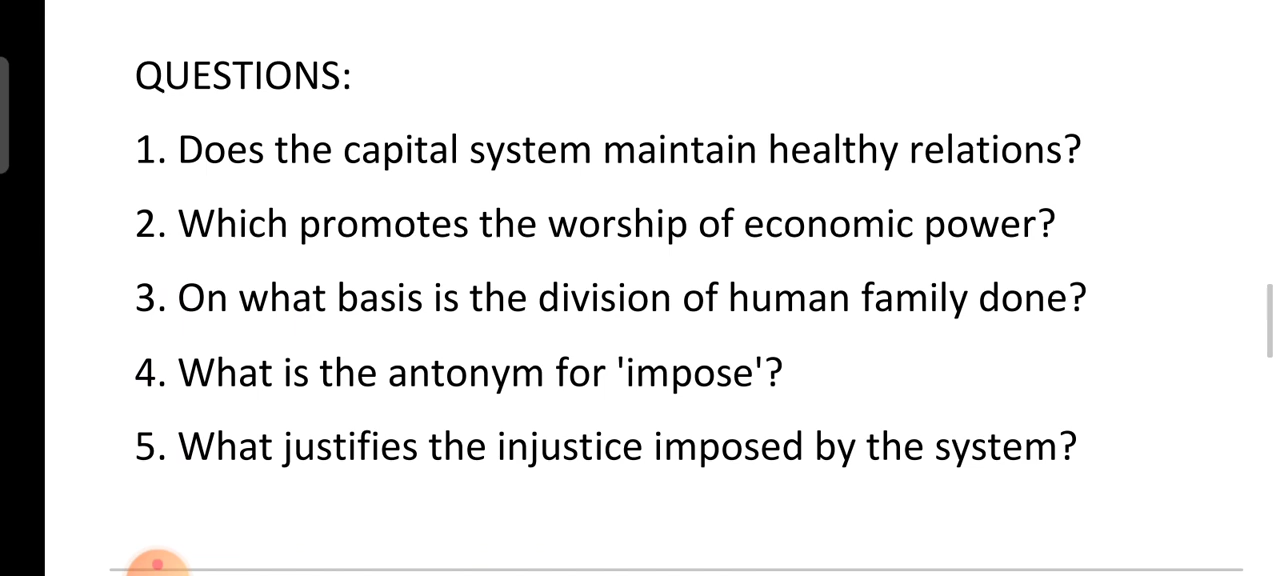 QUESTIONS:
1. Does the capital system maintain healthy relations?
2. Which promotes the worship of economic power?
3. On what basis is the division of human family done?
4. What is the antonym for 'impose'?
5. What justifies the injustice imposed by the system?